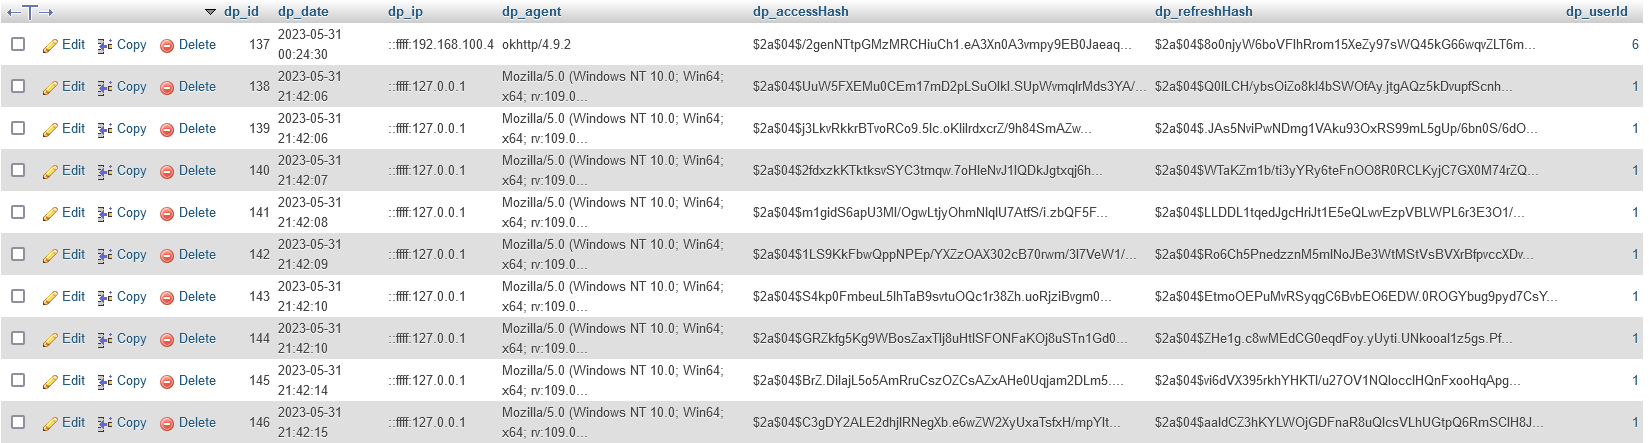 dp_id dp_date dp_ip dp_agent dp_accessHash dp_refreshHash dp_userId
Edit Copy Delete 137 2023-05-31 00:24:30 ::ffff:192.168.100.4 okhttp/4.9.2 $2a$04$/2genNTtpGMzMRCHiuCh1.eA3Xn0A3vmpy9EB0Jaeaq... $2a$04$8o0njyW6boVFlhRrom15XeZy97sWQ45kG66wqvZLT6m... 6
Edit Copy Delete 138 2023-05-31 21:42:06 ::ffff:127.0.0.1 Mozilla/5.0 (Windows NT 10.0; Win64; x64; rv:109.0... $2a$04$UuW5FXEMu0CEm17mD2pLSuOlkl.SUpWvmqlrMds3YA/... $2a$04$Q0ILCH/ybsOiZo8kl4bSWOfAy.jtgAQz5kDvupfScnh... 1
Edit Copy Delete 139 2023-05-31 21:42:06 ::ffff:127.0.0.1 Mozilla/5.0 (Windows NT 10.0; Win64; x64; rv:109.0... $2a$04$j3LkvRkkrBTvoRCo9.5lc.oKlilrdxcrZ/9h84SmAZw... $2a$04$.JAs5NviPwNDmg1VAku93OxRS99mL5gUp/6bn0S/6dO... 1
Edit Copy Delete 140 2023-05-31 21:42:07 ::ffff:127.0.0.1 Mozilla/5.0 (Windows NT 10.0; Win64; x64; rv:109.0... $2a$04$2fdxzkKTktksvSYC3tmqw.7oHleNvJ1lQDkJgtxqj6h... $2a$04$WTaKZm1b/ti3yYRy6teFnOO8R0RCLKyjC7GX0M74rZQ... 1
Edit Copy Delete 141 2023-05-31 21:42:08 ::ffff:127.0.0.1 Mozilla/5.0 (Windows NT 10.0; Win64; x64; rv:109.0... $2a$04$m1gidS6apU3Ml/OgwLtjyOhmNlqlU7AtfS/i.zbQF5F... $2a$04$LLDDL1tqedJgcHriJt1E5eQLwvEzpVBLWPL6r3E3O1/... 1
Edit Copy Delete 142 2023-05-31 21:42:09 ::ffff:127.0.0.1 Mozilla/5.0 (Windows NT 10.0; Win64; x64; rv:109.0... $2a$04$1LS9KkFbwQppNPEp/YXZzOAX302cB70rwm/3l7VeW1/... $2a$04$Ro6Ch5PnedzznM5mlNoJBe3WtMStVsBVXrBfpvccXDv... 1
Edit Copy Delete 143 2023-05-31 21:42:10 ::ffff:127.0.0.1 Mozilla/5.0 (Windows NT 10.0; Win64; x64; rv:109.0... $2a$04$S4kp0FmbeuL5lhTaB9svtuOQc1r38Zh.uoRjziBvgm0... $2a$04$EtmoOEPuMvRSyqgC6BvbEO6EDW.0ROGYbug9pyd7CsY... 1
Edit Copy Delete 144 2023-05-31 21:42:10 ::ffff:127.0.0.1 Mozilla/5.0 (Windows NT 10.0; Win64; x64; rv:109.0... $2a$04$GRZkfg5Kg9WBosZaxTlj8uHtlSFONFaKOj8uSTn1Gd0... $2a$04$ZHe1g.c8wMEdCG0eqdFoy.yUyti.UNkooal1z5gs.Pf... 1
Edit Copy Delete 145 2023-05-31 21:42:14 ::ffff:127.0.0.1 Mozilla/5.0 (Windows NT 10.0; Win64; x64; rv:109.0... $2a$04$BrZ.DilajL5o5AmRruCszOZCsAZxAHe0Uqjam2DLm5.... $2a$04$vi6dVX395rkhYHKTl/u27OV1NQloccIHQnFxooHqApg... 1
Edit Copy Delete 146 2023-05-31 21:42:15 ::ffff:127.0.0.1 Mozilla/5.0 (Windows NT 10.0; Win64; x64; rv:109.0... $2a$04$C3gDY2ALE2dhjlRNegXb.e6wZW2XyUxaTsfxH/mpYlt... $2a$04$aaldCZ3hKYLWOjGDFnaR8uQlcsVLhUGtpQ6RmSClH8J... 1